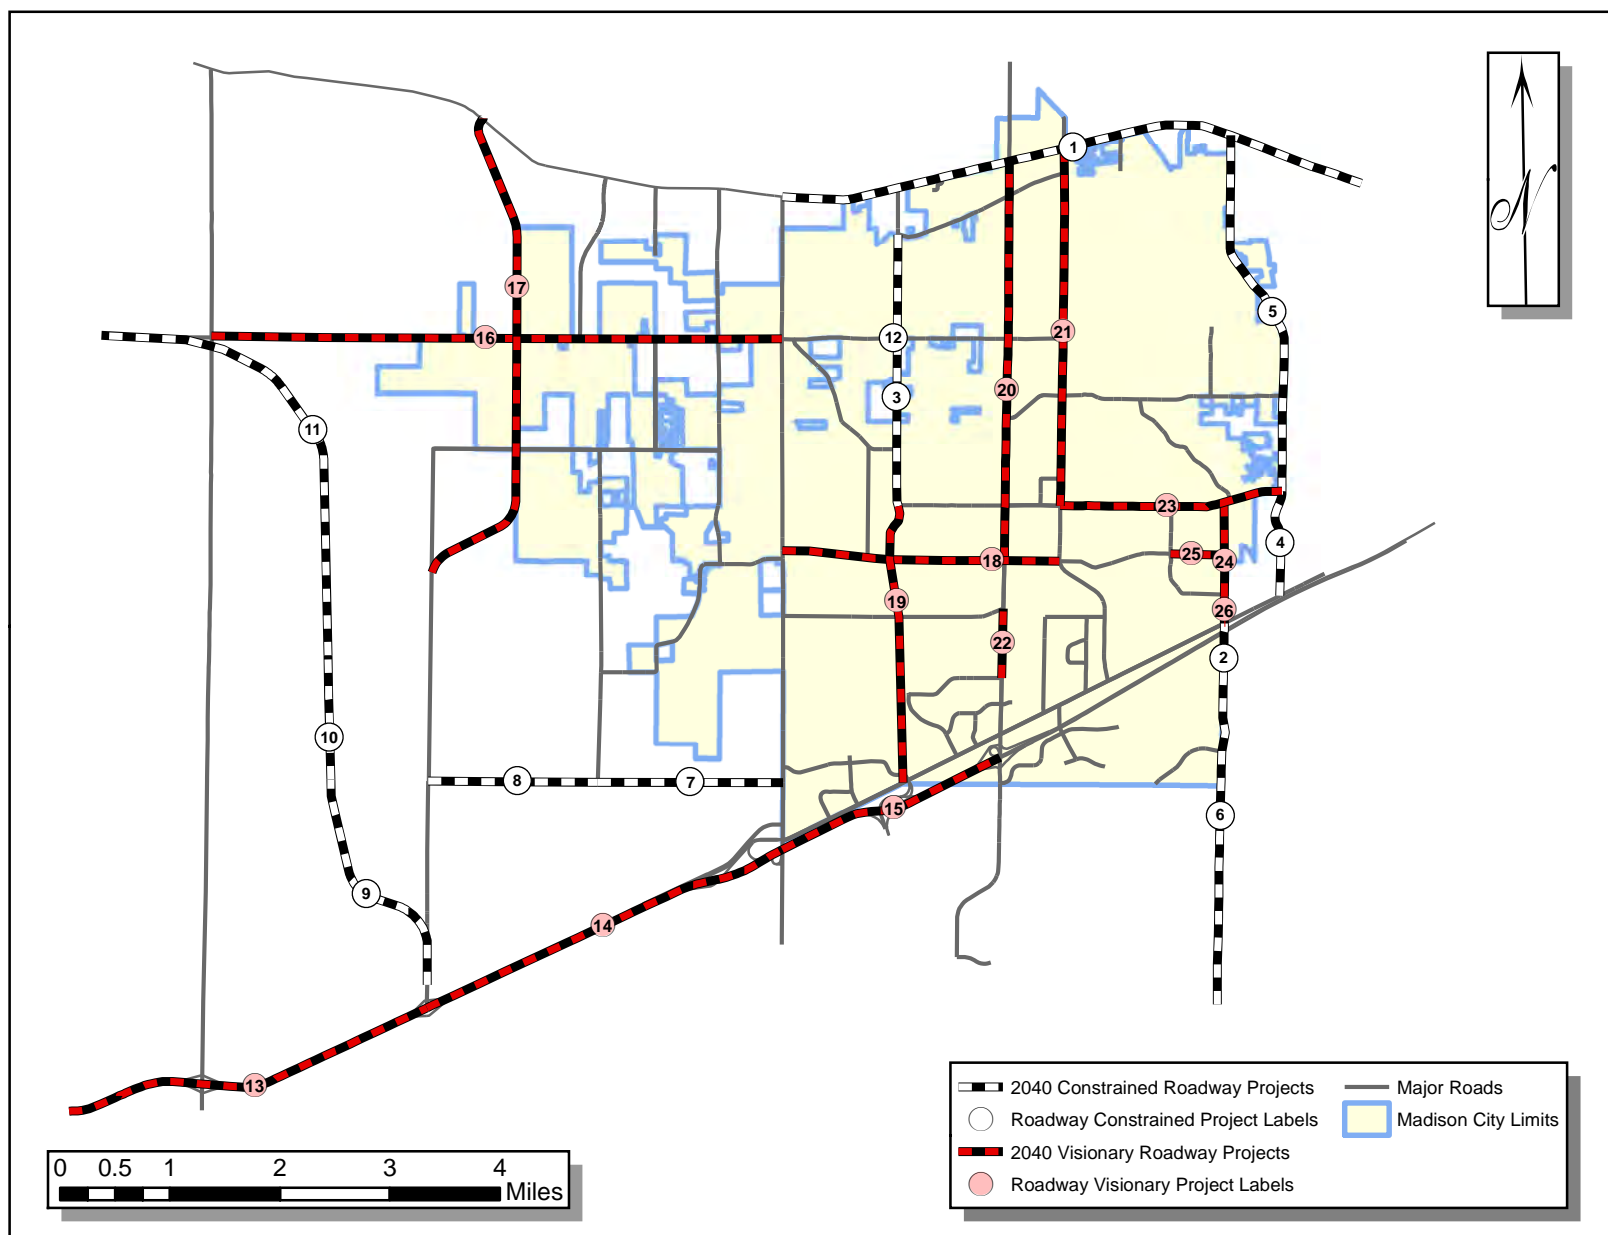 1
17
5
16
12
21
20
3
11
23
4
18
25
24
19
26
22
2
10
8
7
15
6
9
14
13
N
2040 Constrained Roadway Projects
Roadway Constrained Project Labels
2040 Visionary Roadway Projects
Roadway Visionary Project Labels
Major Roads
Madison City Limits
0 0.5 1 2 3 4
Miles